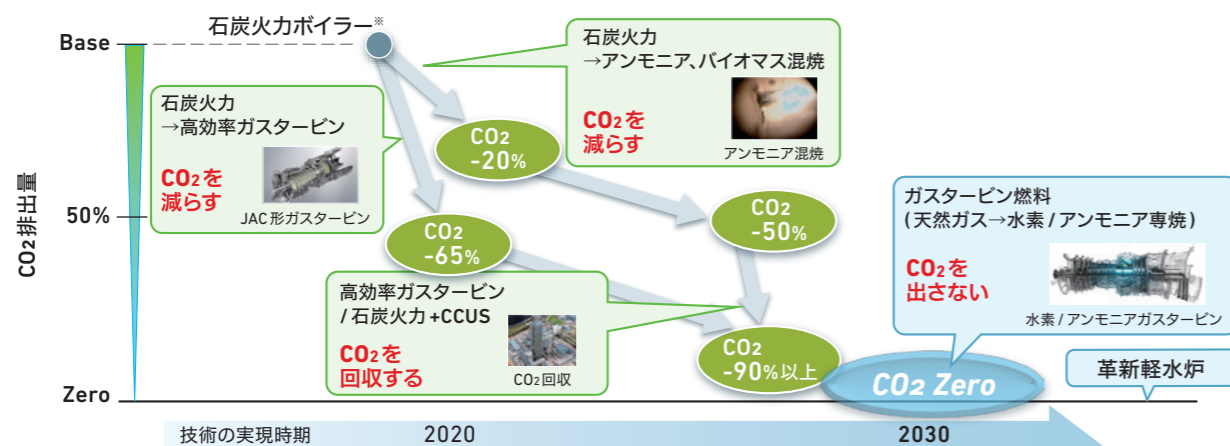 Base
石炭火力ボイラー※
石炭火力
→アンモニア、バイオマス混焼
CO2を
減らす
アンモニア混焼
石炭火力
→高効率ガスタービン
CO2を
減らす
JAC形ガスタービン
CO2
-20%
CO2排出量
50%
CO2
-65%
CO2
-50%
ガスタービン燃料
(天然ガス→水素/アンモニア専焼)
CO2を
出さない
水素/アンモニアガスタービン
高効率ガスタービン
/石炭火力+CCUS
CO2を
回収する
CO2回収
CO2
-90%以上
CO2 Zero
革新軽水炉
Zero
技術の実現時期
2020
2030